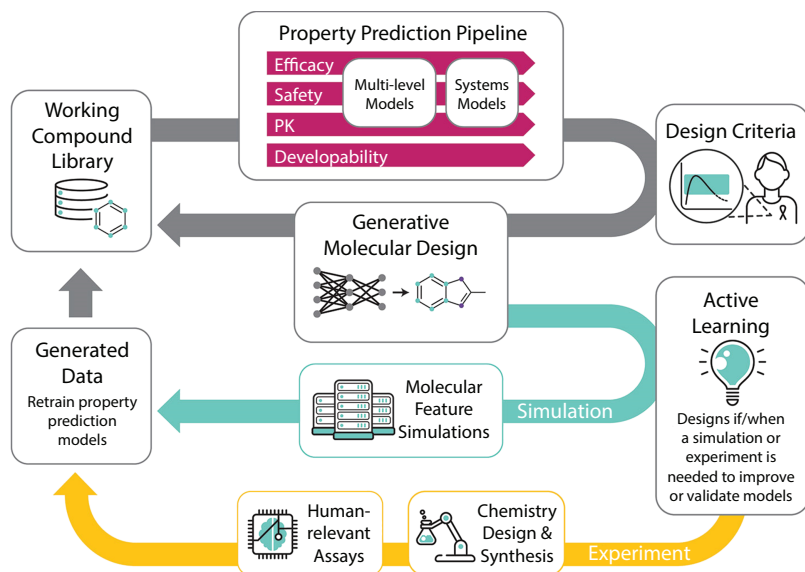 Property Prediction Pipeline
Efficacy
Safety
PK
Developability
Multi-level
Models
Systems
Models
Working
Compound
Library
Design Criteria
Generative
Molecular Design
Active
Learning
Designs if/when
a simulation or
experiment is
needed to improve
or validate models
Generated
Data
Retrain property
prediction
models
Molecular
Feature
Simulations
Simulation
Human-
relevant
Assays
Chemistry
Design &
Synthesis
Experiment